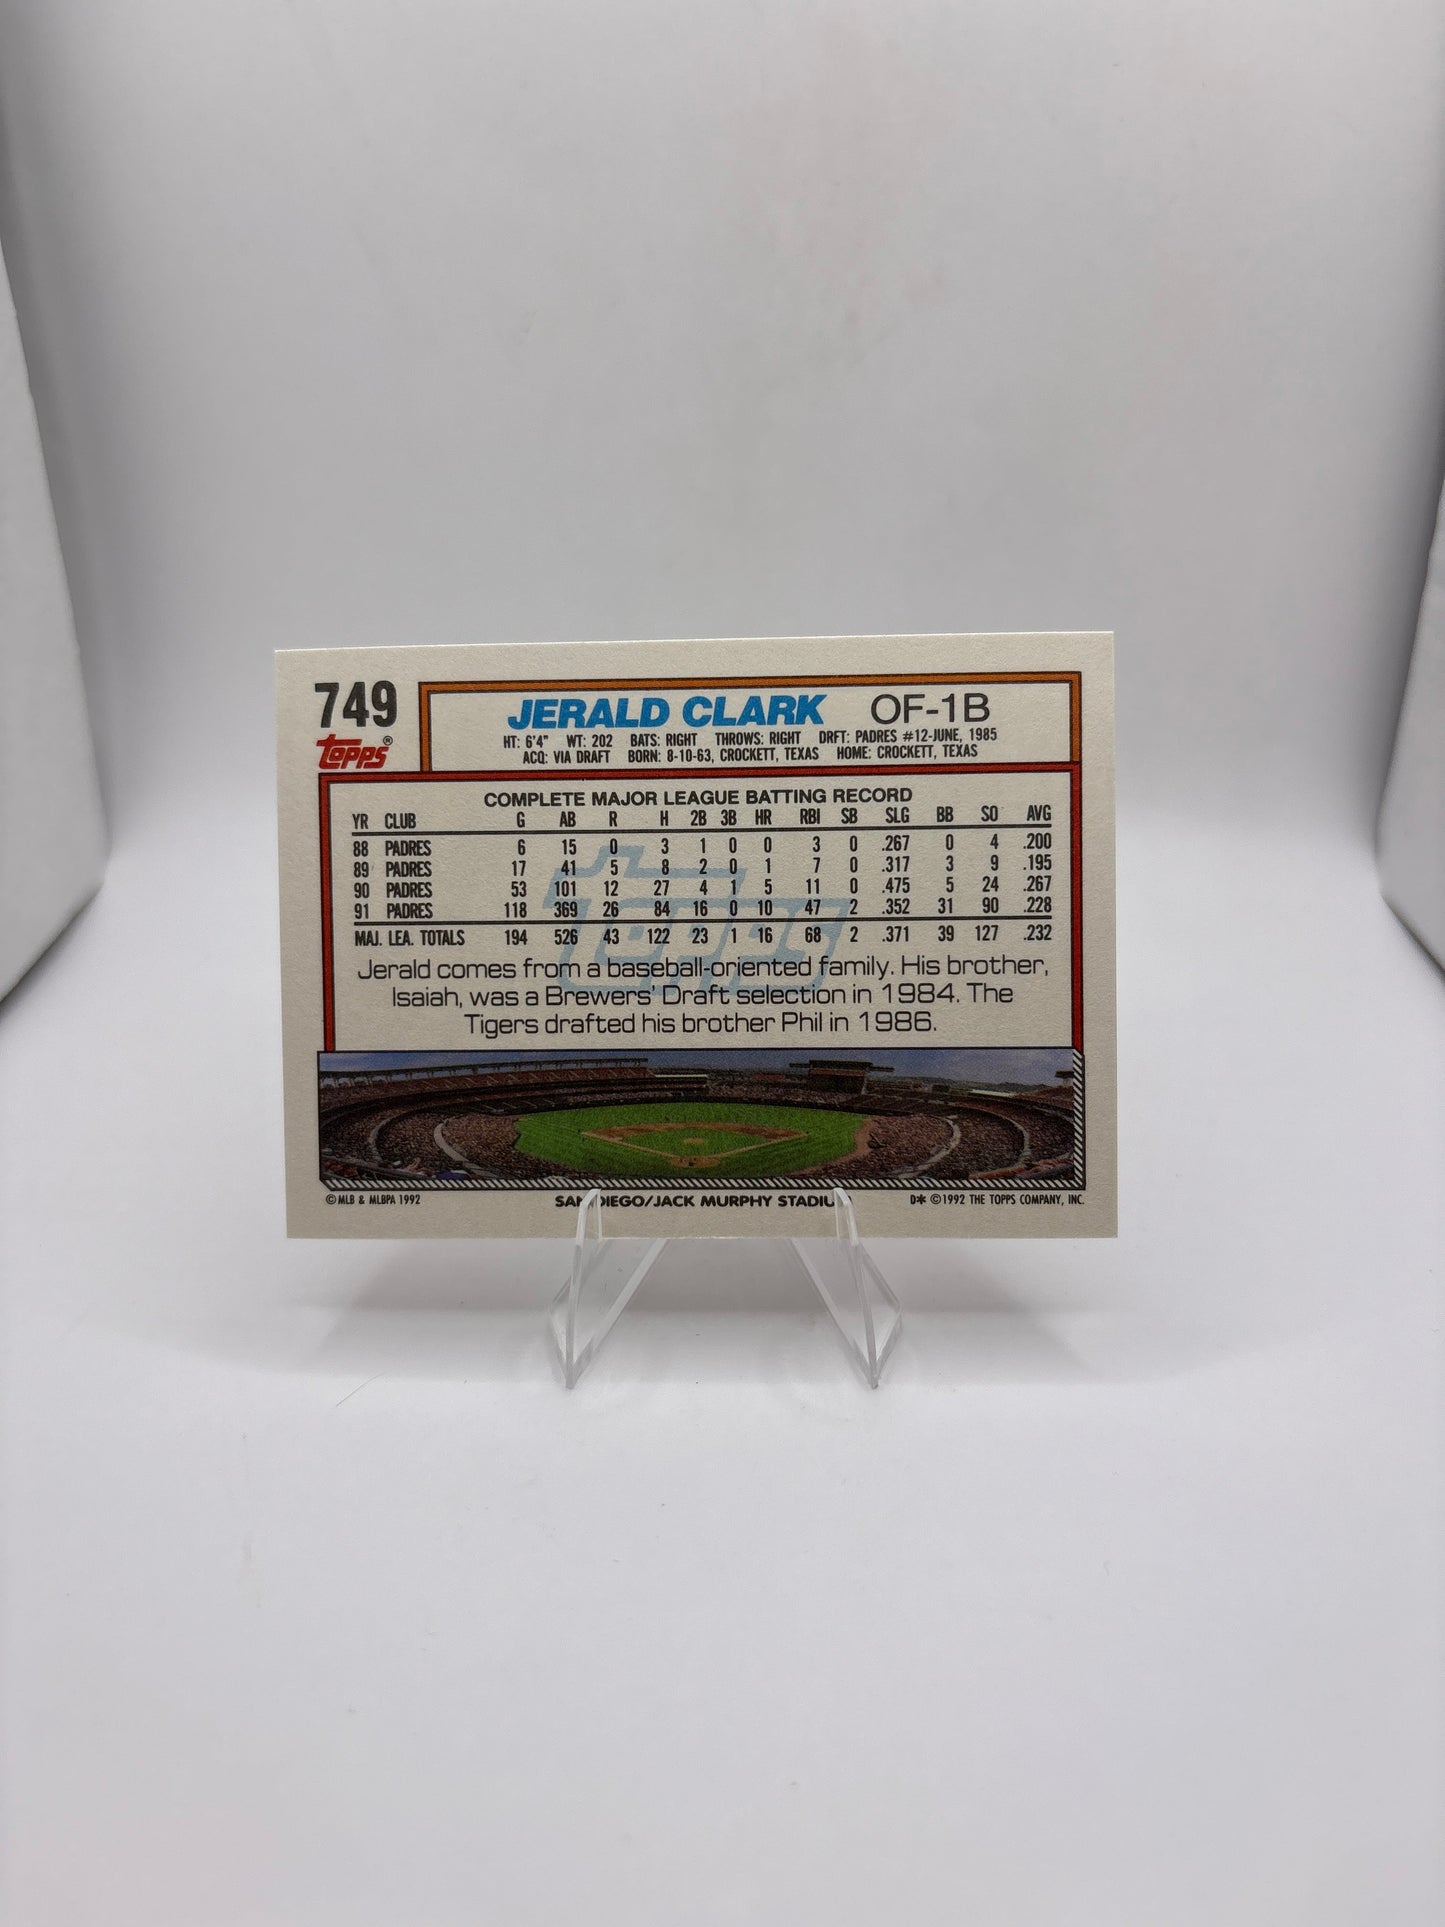 749
JERALD CLARK OF-1B
Topps®
HT: 6'4" WT: 202 BATS: RIGHT THROWS: RIGHT DRFT: PADRES #12-JUNE, 1985
ACQ: VIA DRAFT BORN: 8-10-63, CROCKETT, TEXAS HOME: CROCKETT, TEXAS
COMPLETE MAJOR LEAGUE BATTING RECORD
YR CLUB G AB R H 2B 3B HR RBI SB SLG BB SO AVG
88 PADRES 6 15 0 3 1 0 0 3 0 .267 0 4 .200
89 PADRES 17 41 5 8 2 0 1 7 0 .317 3 9 .195
90 PADRES 53 101 12 27 4 1 5 11 0 .475 5 24 .267
91 PADRES 118 369 26 84 16 0 10 47 2 .352 31 90 .228
MAJ. LEA. TOTALS 194 526 43 122 23 1 16 68 2 .371 39 127 .232
Topps
Jerald comes from a baseball-oriented family. His brother,
Isaiah, was a Brewers' Draft selection in 1984. The
Tigers drafted his brother Phil in 1986.
© MLB & MLBPA 1992 SAN DIEGO/JACK MURPHY STADIU D* © 1992 THE TOPPS COMPANY, INC.